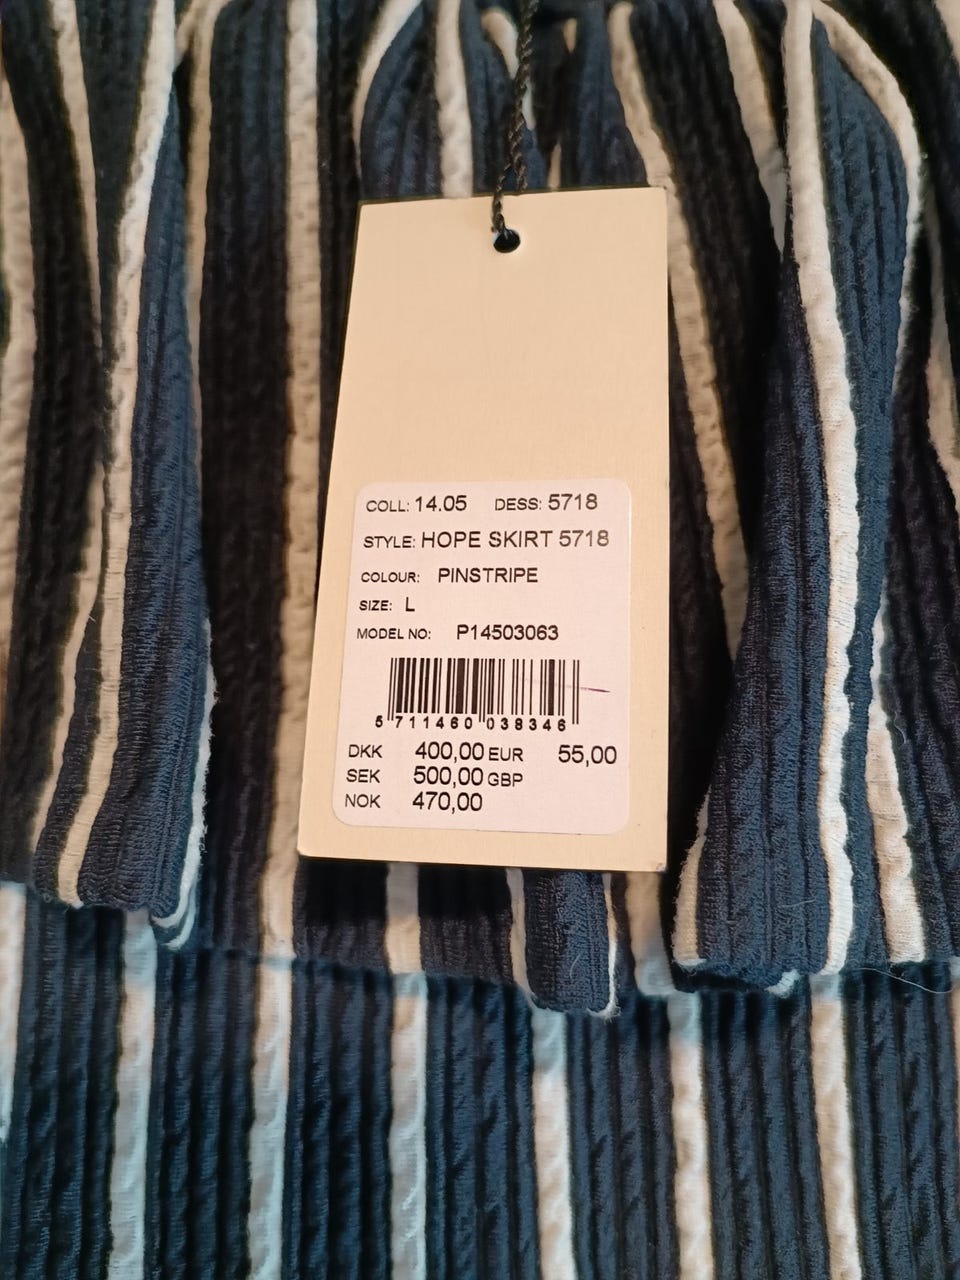 COLL: 14.05 DESS: 5718
STYLE: HOPE SKIRT 5718
COLOUR: PINSTRIPE
SIZE: L
MODEL NO: P14503063
5 711460 038346
DKK 400,00 EUR 55,00
SEK 500,00 GBP
NOK 470,00